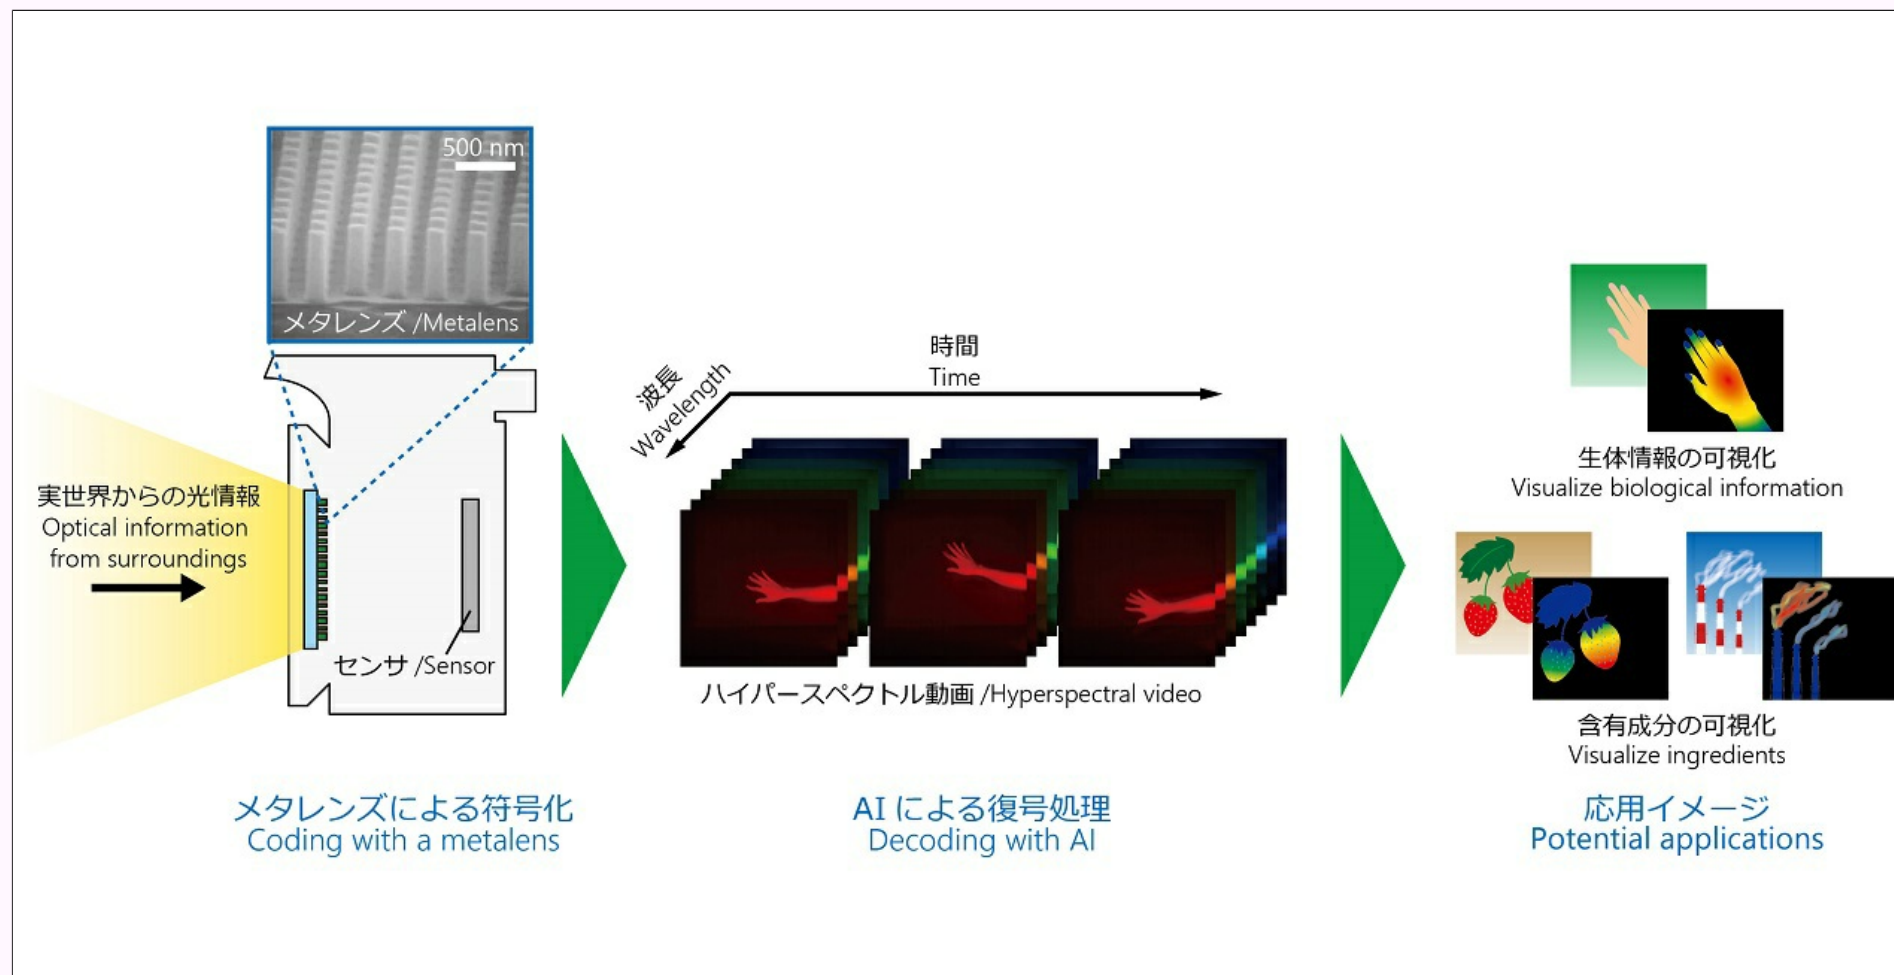 500 nm
メタレンズ /Metalens
実世界からの光情報
Optical information
from surroundings
センサ /Sensor
メタレンズによる符号化
Coding with a metalens
時間
Time
波長
Wavelength
ハイパースペクトル動画 /Hyperspectral video
AI による復号処理
Decoding with AI
生体情報の可視化
Visualize biological information
含有成分の可視化
Visualize ingredients
応用イメージ
Potential applications